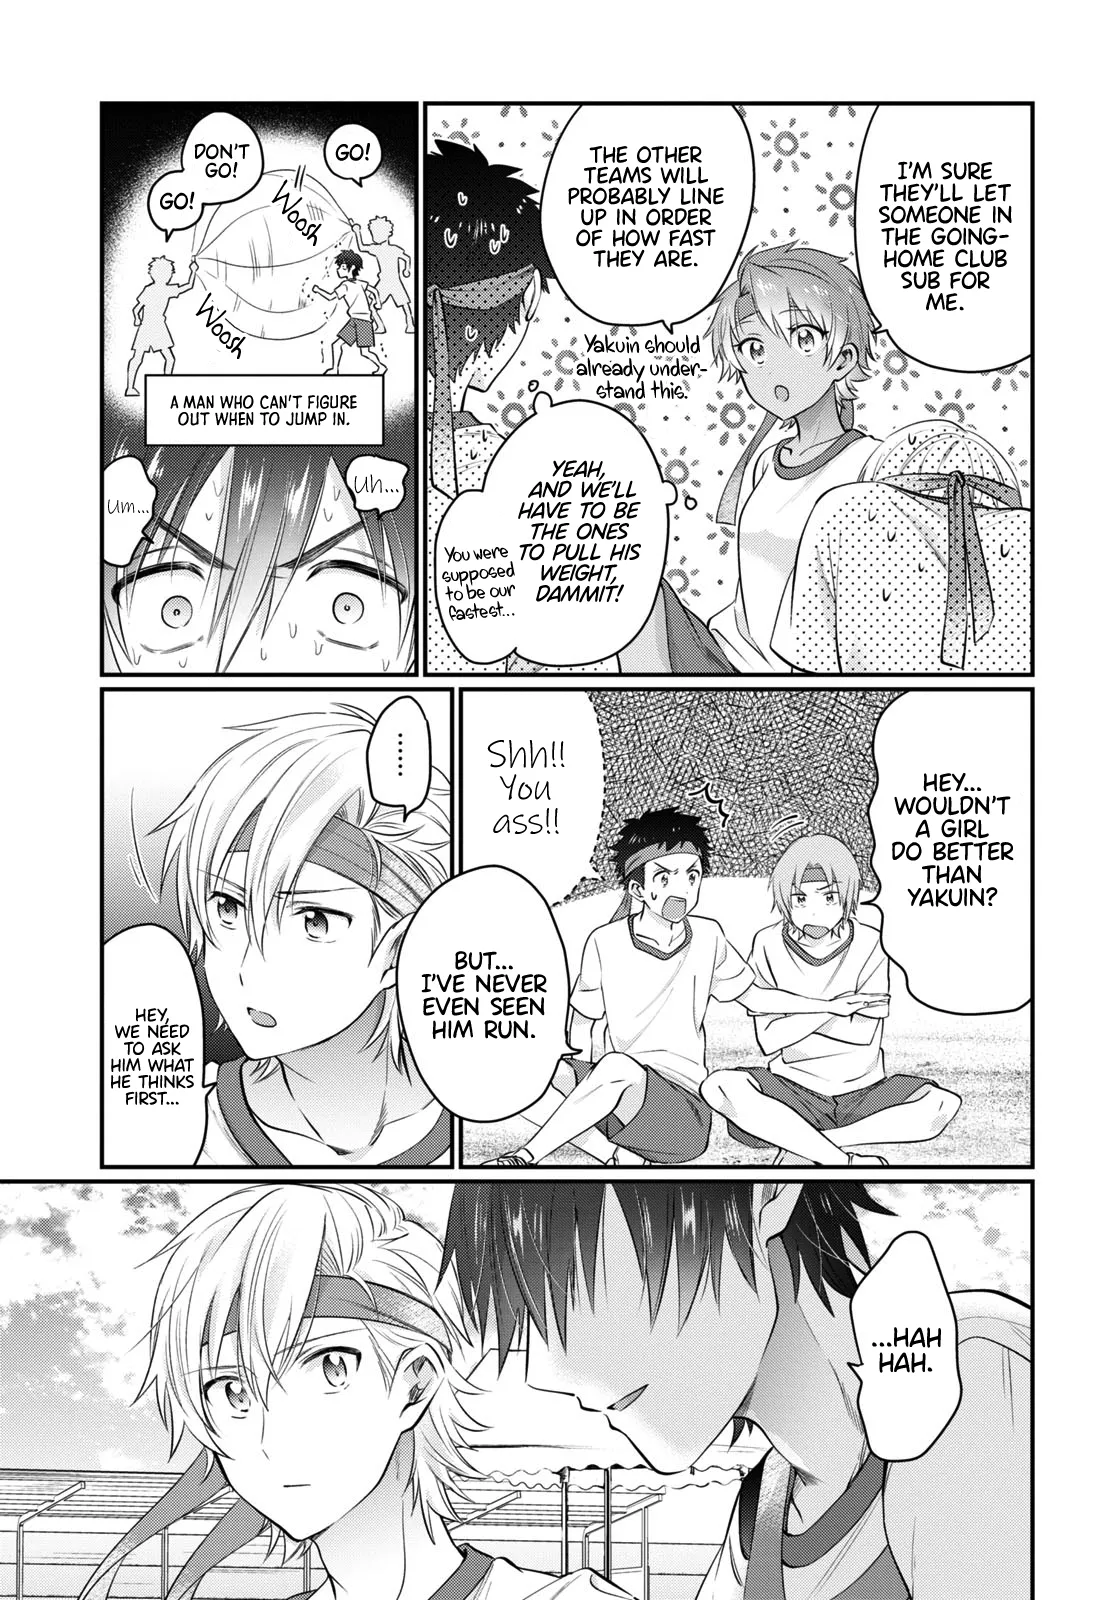 I'M SURE
THEY'LL LET
SOMEONE IN
THE GOING-
HOME CLUB
SUB FOR
ME.
THE OTHER
TEAMS WILL
PROBABLY LINE
UP IN ORDER
OF HOW FAST
THEY ARE.
Yakuin should
already under-
stand this.
YEAH,
AND WE'LL
HAVE TO BE
THE ONES
TO PULL HIS
WEIGHT,
DAMMIT!
You were
supposed
to be our
fastest...
GO!
DON'T
GO!
GO!
Woosh
Woosh
A MAN WHO CAN'T FIGURE
OUT WHEN TO JUMP IN.
Uh...
Um...
HEY...
WOULDN'T
A GIRL
DO BETTER
THAN
YAKUIN?
Shh!!
You
ass!!
BUT...
I'VE NEVER
EVEN SEEN
HIM RUN.
......
HEY,
WE NEED
TO ASK
HIM WHAT
HE THINKS
FIRST...
...HAH
HAH.